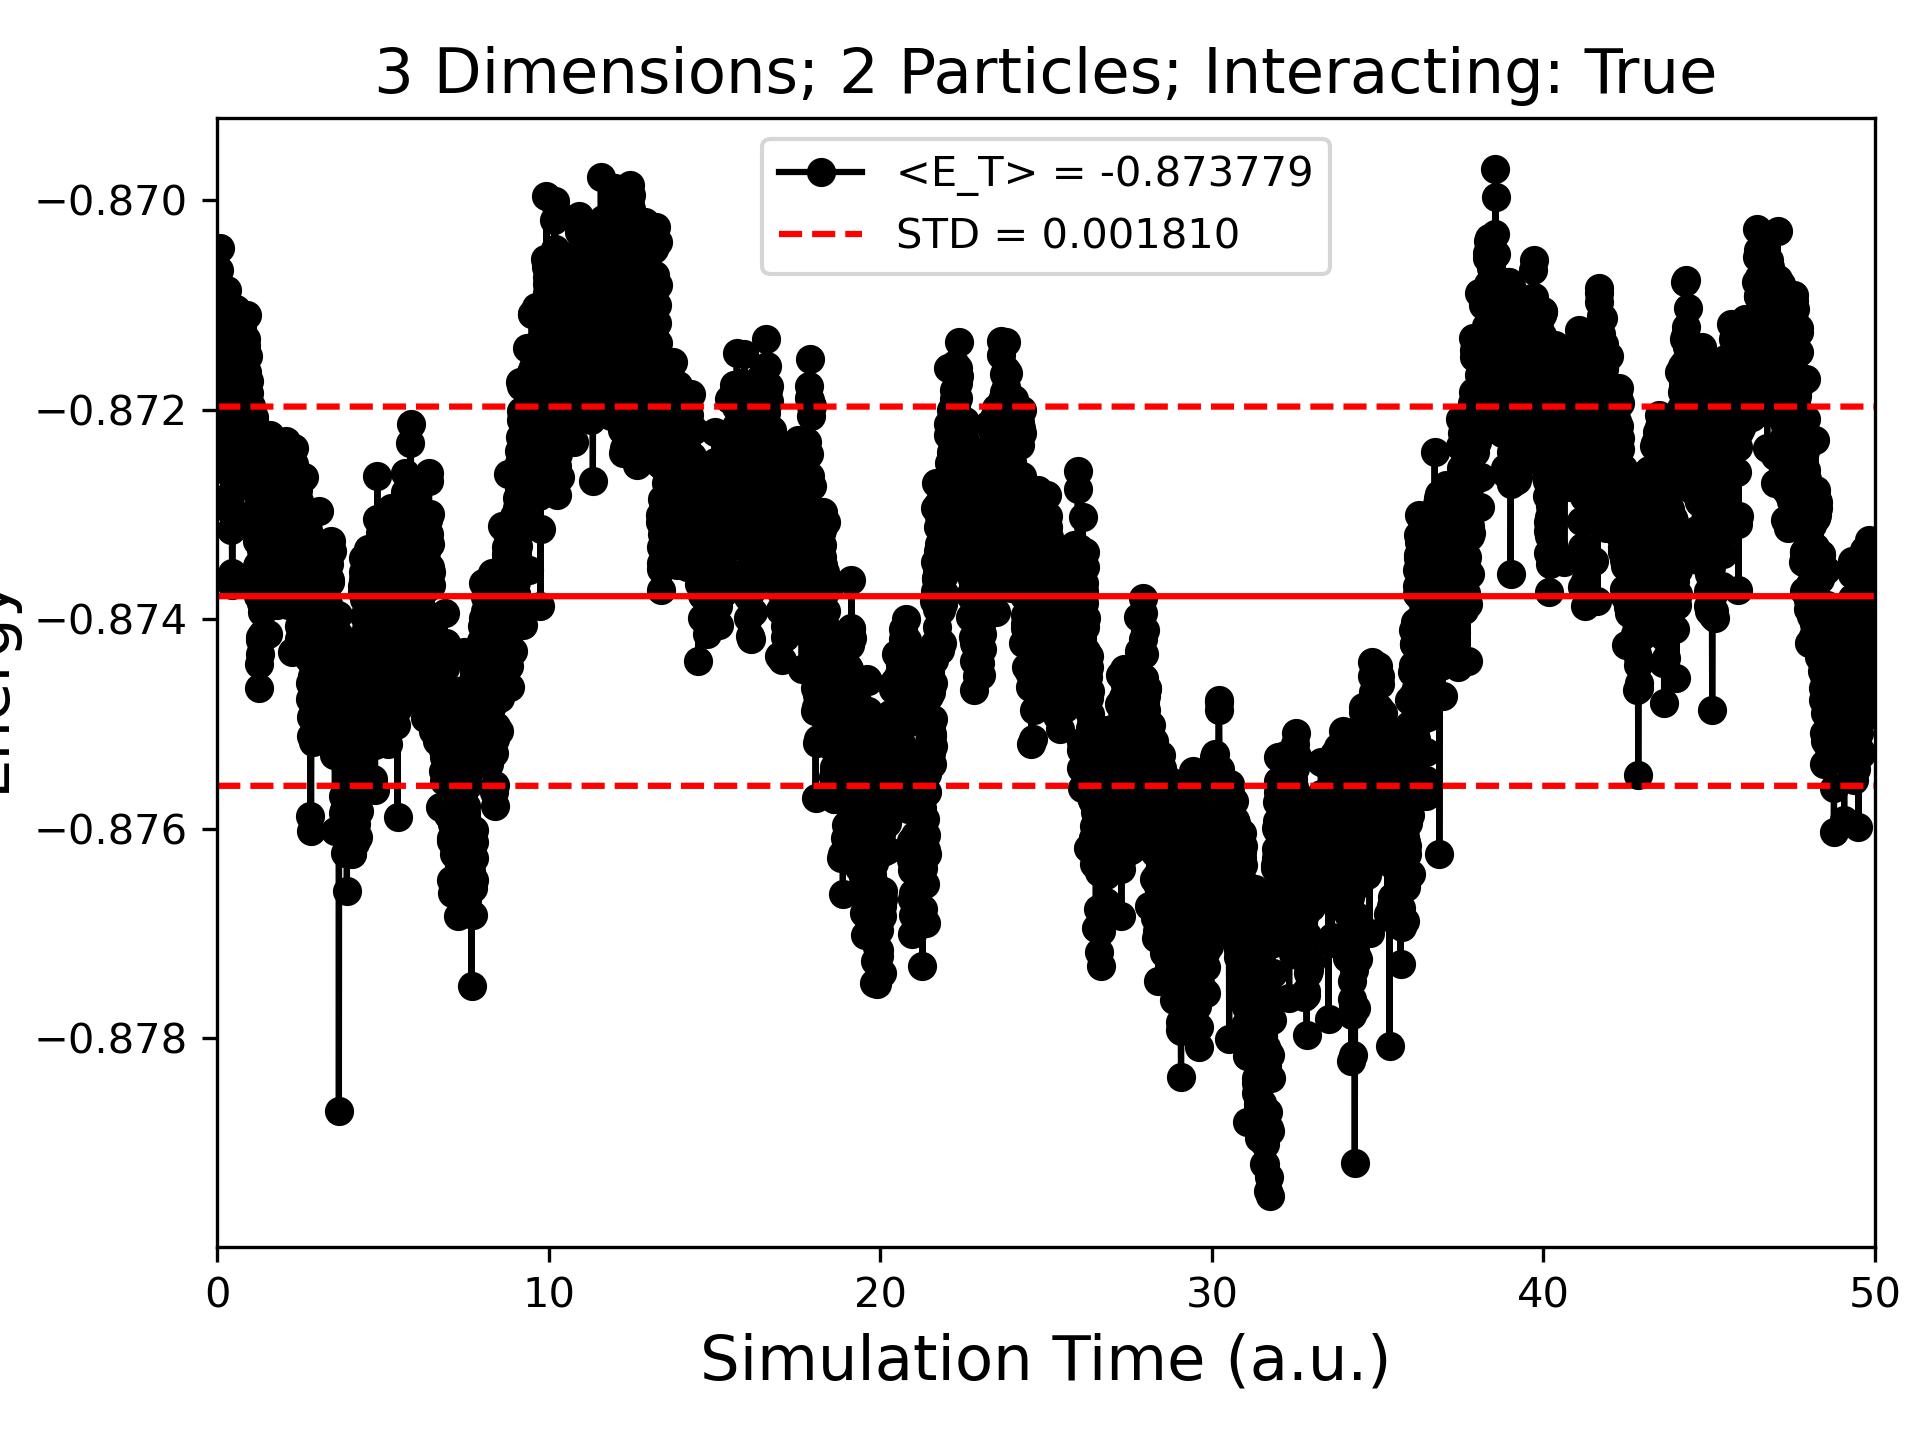 3 Dimensions; 2 Particles; Interacting: True
<E_T> = -0.873779
STD = 0.001810
Energy
−0.870
−0.872
−0.874
−0.876
−0.878
0 10 20 30 40 50
Simulation Time (a.u.)